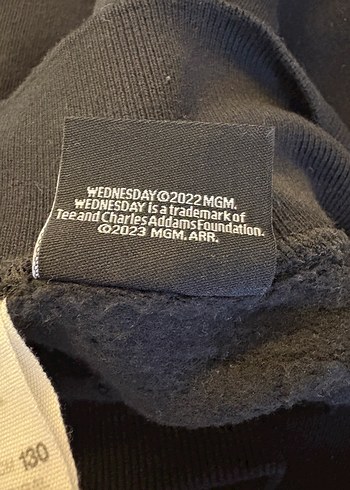 WEDNESDAY©2022 MGM.
WEDNESDAY is a trademark of
Tee and Charles Addams Foundation.
©2023 MGM. ARR.
130